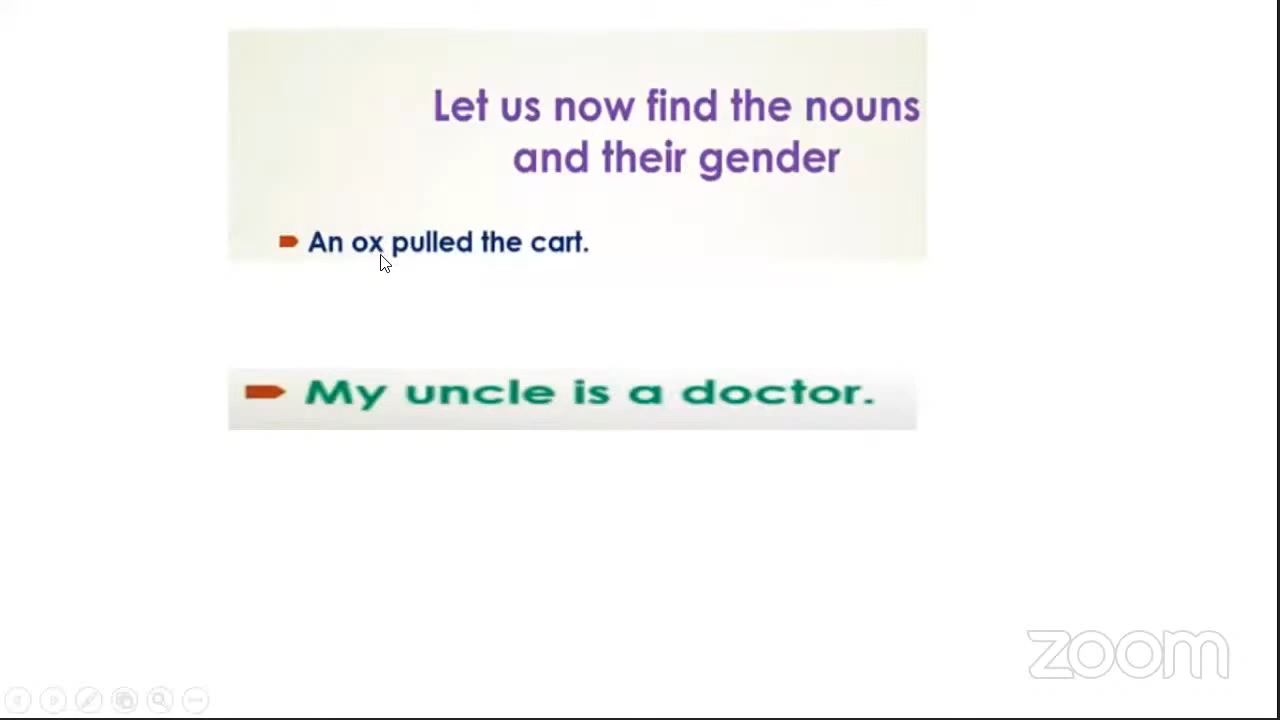 Let us now find the nouns
and their gender
An ox pulled the cart.
My uncle is a doctor.
zoom